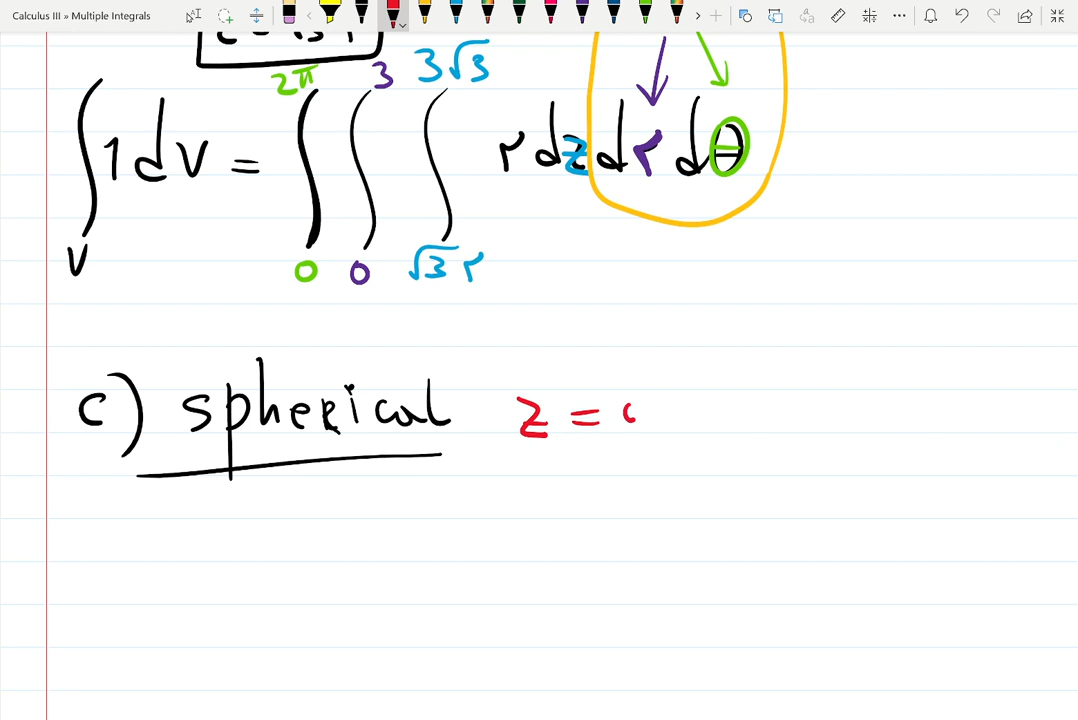 Calculus III » Multiple Integrals
2π 3 3√3
∫ 1 dV = ∫ ∫ ∫ r dz dr dθ
V 0 0 √3 r
c) spherical z =